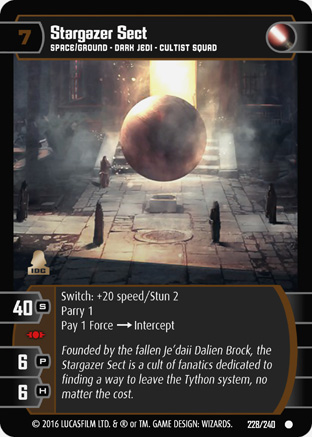 7
Stargazer Sect
SPACE/GROUND - DARK JEDI - CULTIST SQUAD
IDC
40 S
6 P
6 H
Switch: +20 speed/Stun 2
Parry 1
Pay 1 Force → Intercept
Founded by the fallen Je'daii Dalien Brock, the
Stargazer Sect is a cult of fanatics dedicated to
finding a way to leave the Tython system, no
matter the cost.
© 2016 LUCASFILM LTD. & ® or TM. GAME DESIGN: WIZARDS. 228/240